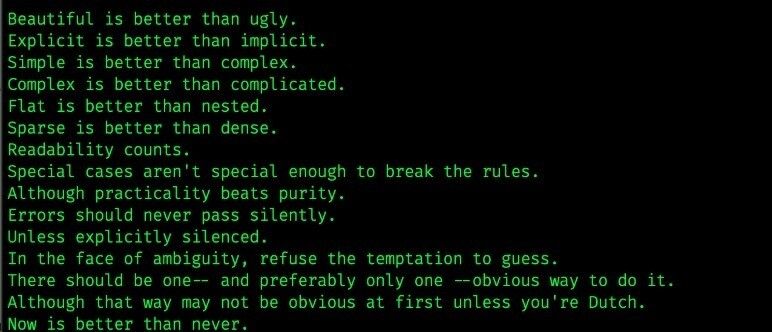 Beautiful is better than ugly.
Explicit is better than implicit.
Simple is better than complex.
Complex is better than complicated.
Flat is better than nested.
Sparse is better than dense.
Readability counts.
Special cases aren't special enough to break the rules.
Although practicality beats purity.
Errors should never pass silently.
Unless explicitly silenced.
In the face of ambiguity, refuse the temptation to guess.
There should be one-- and preferably only one --obvious way to do it.
Although that way may not be obvious at first unless you're Dutch.
Now is better than never.